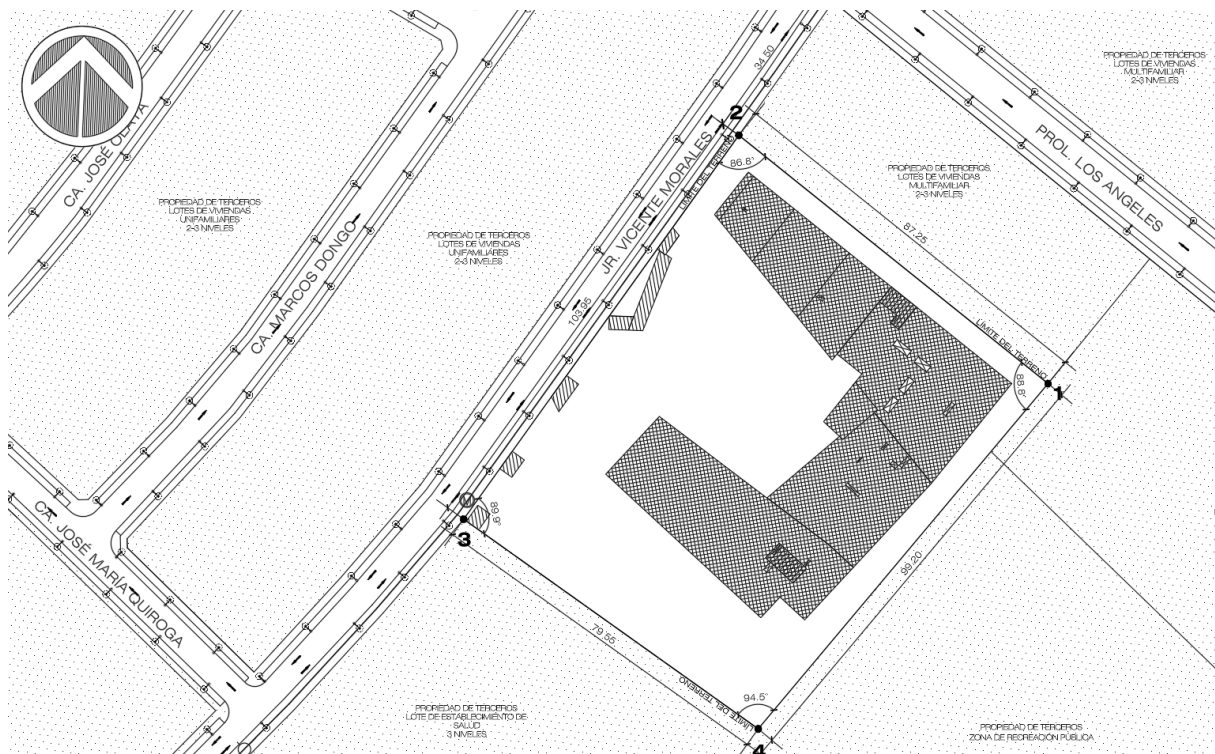 CA. JOSÉ OLAYA
PROPIEDAD DE TERCEROS
LOTES DE VIVIENDAS
UNIFAMILIARES
2-3 NIVELES
CA. MARCOS DONGO
PROPIEDAD DE TERCEROS
LOTES DE VIVIENDAS
UNIFAMILIARES
2-3 NIVELES
JR. VICENTE MORALES
103.95
34.50
LÍMITE DEL TERRENO
2
86.8°
PROPIEDAD DE TERCEROS
LOTES DE VIVIENDAS
MULTIFAMILIAR
2-3 NIVELES
PROL. LOS ANGELES
PROPIEDAD DE TERCEROS
LOTES DE VIVIENDAS
MULTIFAMILIAR
2-3 NIVELES
87.25
LÍMITE DEL TERRENO
88.8°
1
99.20
M
89.9°
3
79.55
LÍMITE DEL TERRENO
94.5°
4
CA. JOSÉ MARÍA QUIROGA
PROPIEDAD DE TERCEROS
LOTE DE ESTABLECIMIENTO DE
SALUD
3 NIVELES
PROPIEDAD DE TERCEROS
ZONA DE RECREACIÓN PÚBLICA